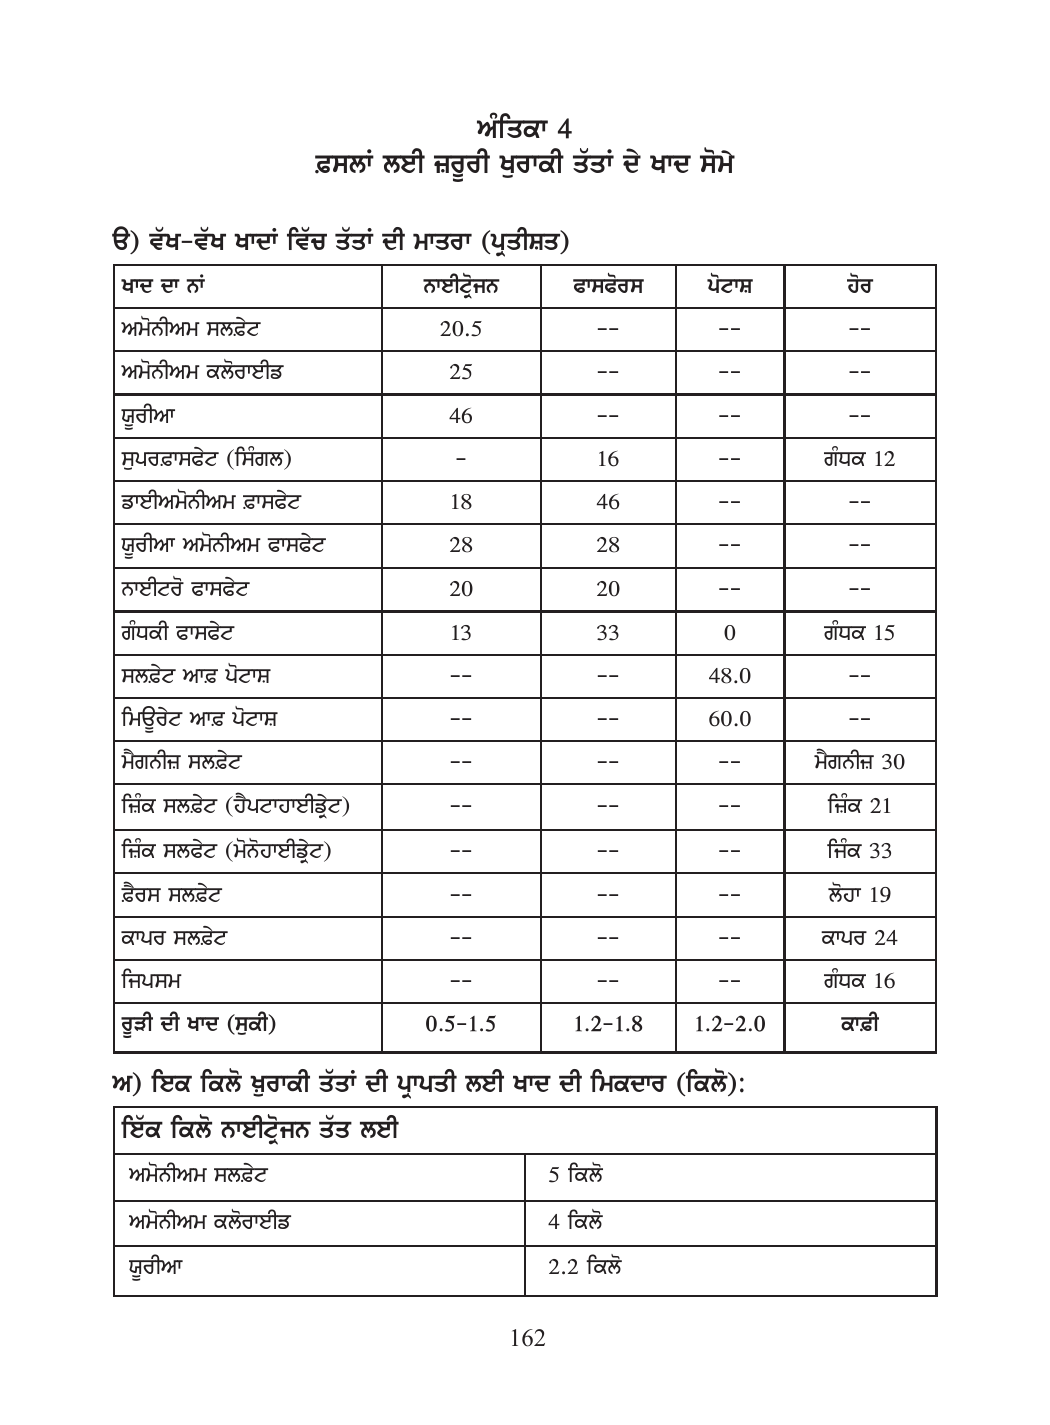 ਅੰਤਿਕਾ 4
ਫ਼ਸਲਾਂ ਲਈ ਜ਼ਰੂਰੀ ਖੁਰਾਕੀ ਤੱਤਾਂ ਦੇ ਖਾਦ ਸੋਮੇ
ੳ) ਵੱਖ-ਵੱਖ ਖਾਦਾਂ ਵਿੱਚ ਤੱਤਾਂ ਦੀ ਮਾਤਰਾ (ਪ੍ਰਤੀਸ਼ਤ)
ਖਾਦ ਦਾ ਨਾਂ ਨਾਈਟ੍ਰੋਜਨ ਫਾਸਫੋਰਸ ਪੋਟਾਸ਼ ਹੋਰ
ਅਮੋਨੀਅਮ ਸਲਫ਼ੇਟ 20.5 -- -- --
ਅਮੋਨੀਅਮ ਕਲੋਰਾਈਡ 25 -- -- --
ਯੂਰੀਆ 46 -- -- --
ਸੁਪਰਫ਼ਾਸਫੇਟ (ਸਿੰਗਲ) - 16 -- ਗੰਧਕ 12
ਡਾਈਅਮੋਨੀਅਮ ਫ਼ਾਸਫੇਟ 18 46 -- --
ਯੂਰੀਆ ਅਮੋਨੀਅਮ ਫਾਸਫੇਟ 28 28 -- --
ਨਾਈਟਰੋ ਫਾਸਫੇਟ 20 20 -- --
ਗੰਧਕੀ ਫਾਸਫੇਟ 13 33 0 ਗੰਧਕ 15
ਸਲਫ਼ੇਟ ਆਫ਼ ਪੋਟਾਸ਼ -- -- 48.0 --
ਮਿਊਰੇਟ ਆਫ਼ ਪੋਟਾਸ਼ -- -- 60.0 --
ਮੈਗਨੀਜ਼ ਸਲਫ਼ੇਟ -- -- -- ਮੈਗਨੀਜ਼ 30
ਜ਼ਿੰਕ ਸਲਫ਼ੇਟ (ਹੈਪਟਾਹਾਈਡ੍ਰੇਟ) -- -- -- ਜ਼ਿੰਕ 21
ਜ਼ਿੰਕ ਸਲਫੇਟ (ਮੋਨੋਹਾਈਡ੍ਰੇਟ) -- -- -- ਜਿੰਕ 33
ਫ਼ੈਰਸ ਸਲਫ਼ੇਟ -- -- -- ਲੋਹਾ 19
ਕਾਪਰ ਸਲਫ਼ੇਟ -- -- -- ਕਾਪਰ 24
ਜਿਪਸਮ -- -- -- ਗੰਧਕ 16
ਰੂੜੀ ਦੀ ਖਾਦ (ਸੁਕੀ) 0.5-1.5 1.2-1.8 1.2-2.0 ਕਾਫ਼ੀ
ਅ) ਇਕ ਕਿਲੋ ਖ਼ੁਰਾਕੀ ਤੱਤਾਂ ਦੀ ਪ੍ਰਾਪਤੀ ਲਈ ਖਾਦ ਦੀ ਮਿਕਦਾਰ (ਕਿਲੋ):
ਇੱਕ ਕਿਲੋ ਨਾਈਟ੍ਰੋਜਨ ਤੱਤ ਲਈ
ਅਮੋਨੀਅਮ ਸਲਫ਼ੇਟ 5 ਕਿਲੋ
ਅਮੋਨੀਅਮ ਕਲੋਰਾਈਡ 4 ਕਿਲੋ
ਯੂਰੀਆ 2.2 ਕਿਲੋ
162